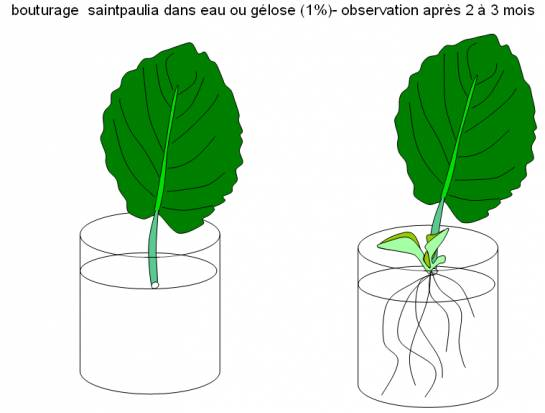 bouturage saintpaulia dans eau ou gélose (1%)- observation après 2 à 3 mois